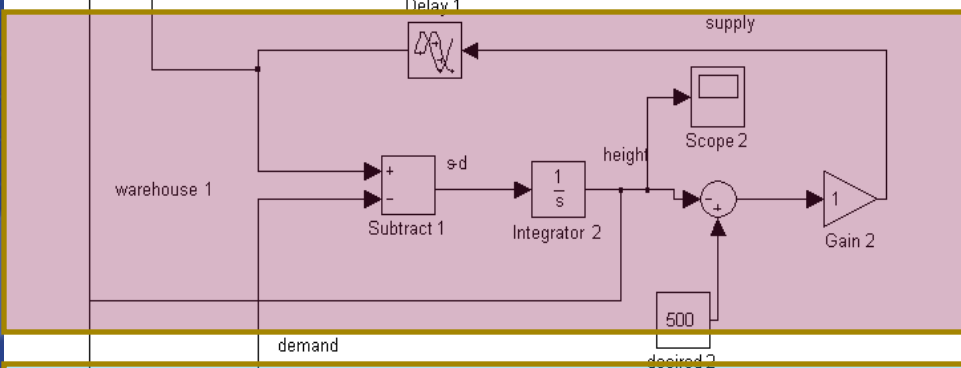 Delay 1
supply
Scope 2
height
s-d
+
-
warehouse 1
1
s
-
+
1
Subtract 1
Integrator 2
Gain 2
500
demand
desired 2